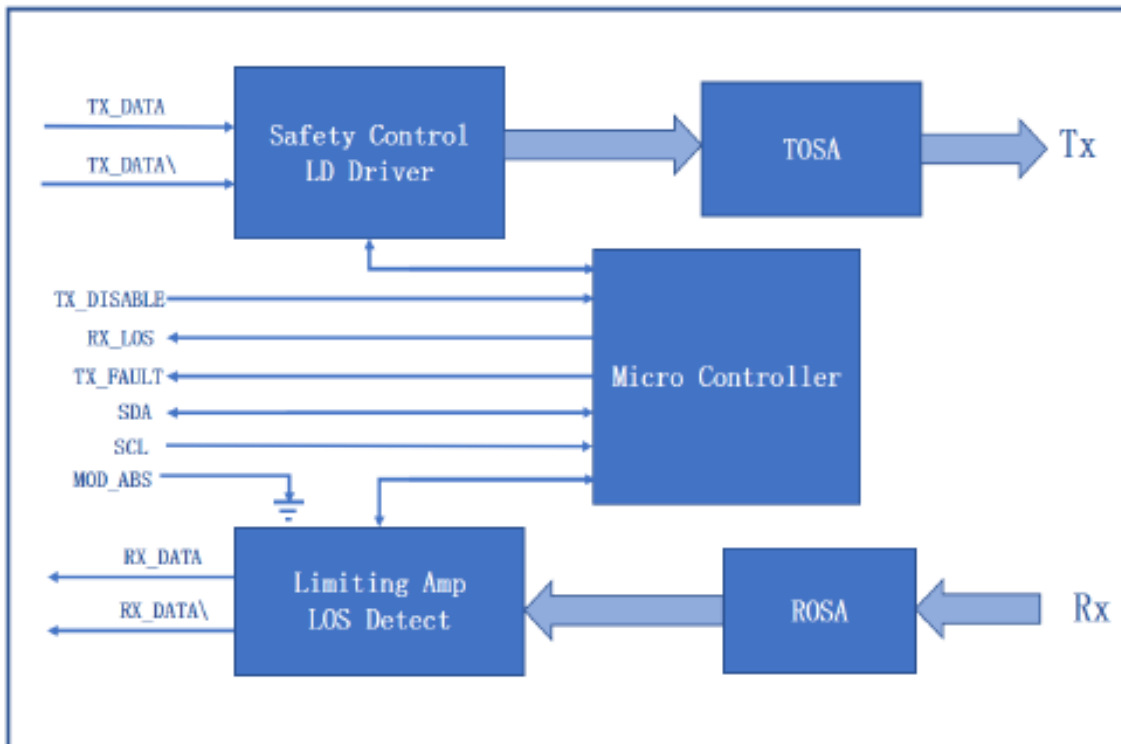 TX_DATA
TX_DATA\
Safety Control
LD Driver
TOSA
Tx
TX_DISABLE
RX_LOS
TX_FAULT
SDA
SCL
MOD_ABS
Micro Controller
RX_DATA
RX_DATA\
Limiting Amp
LOS Detect
ROSA
Rx